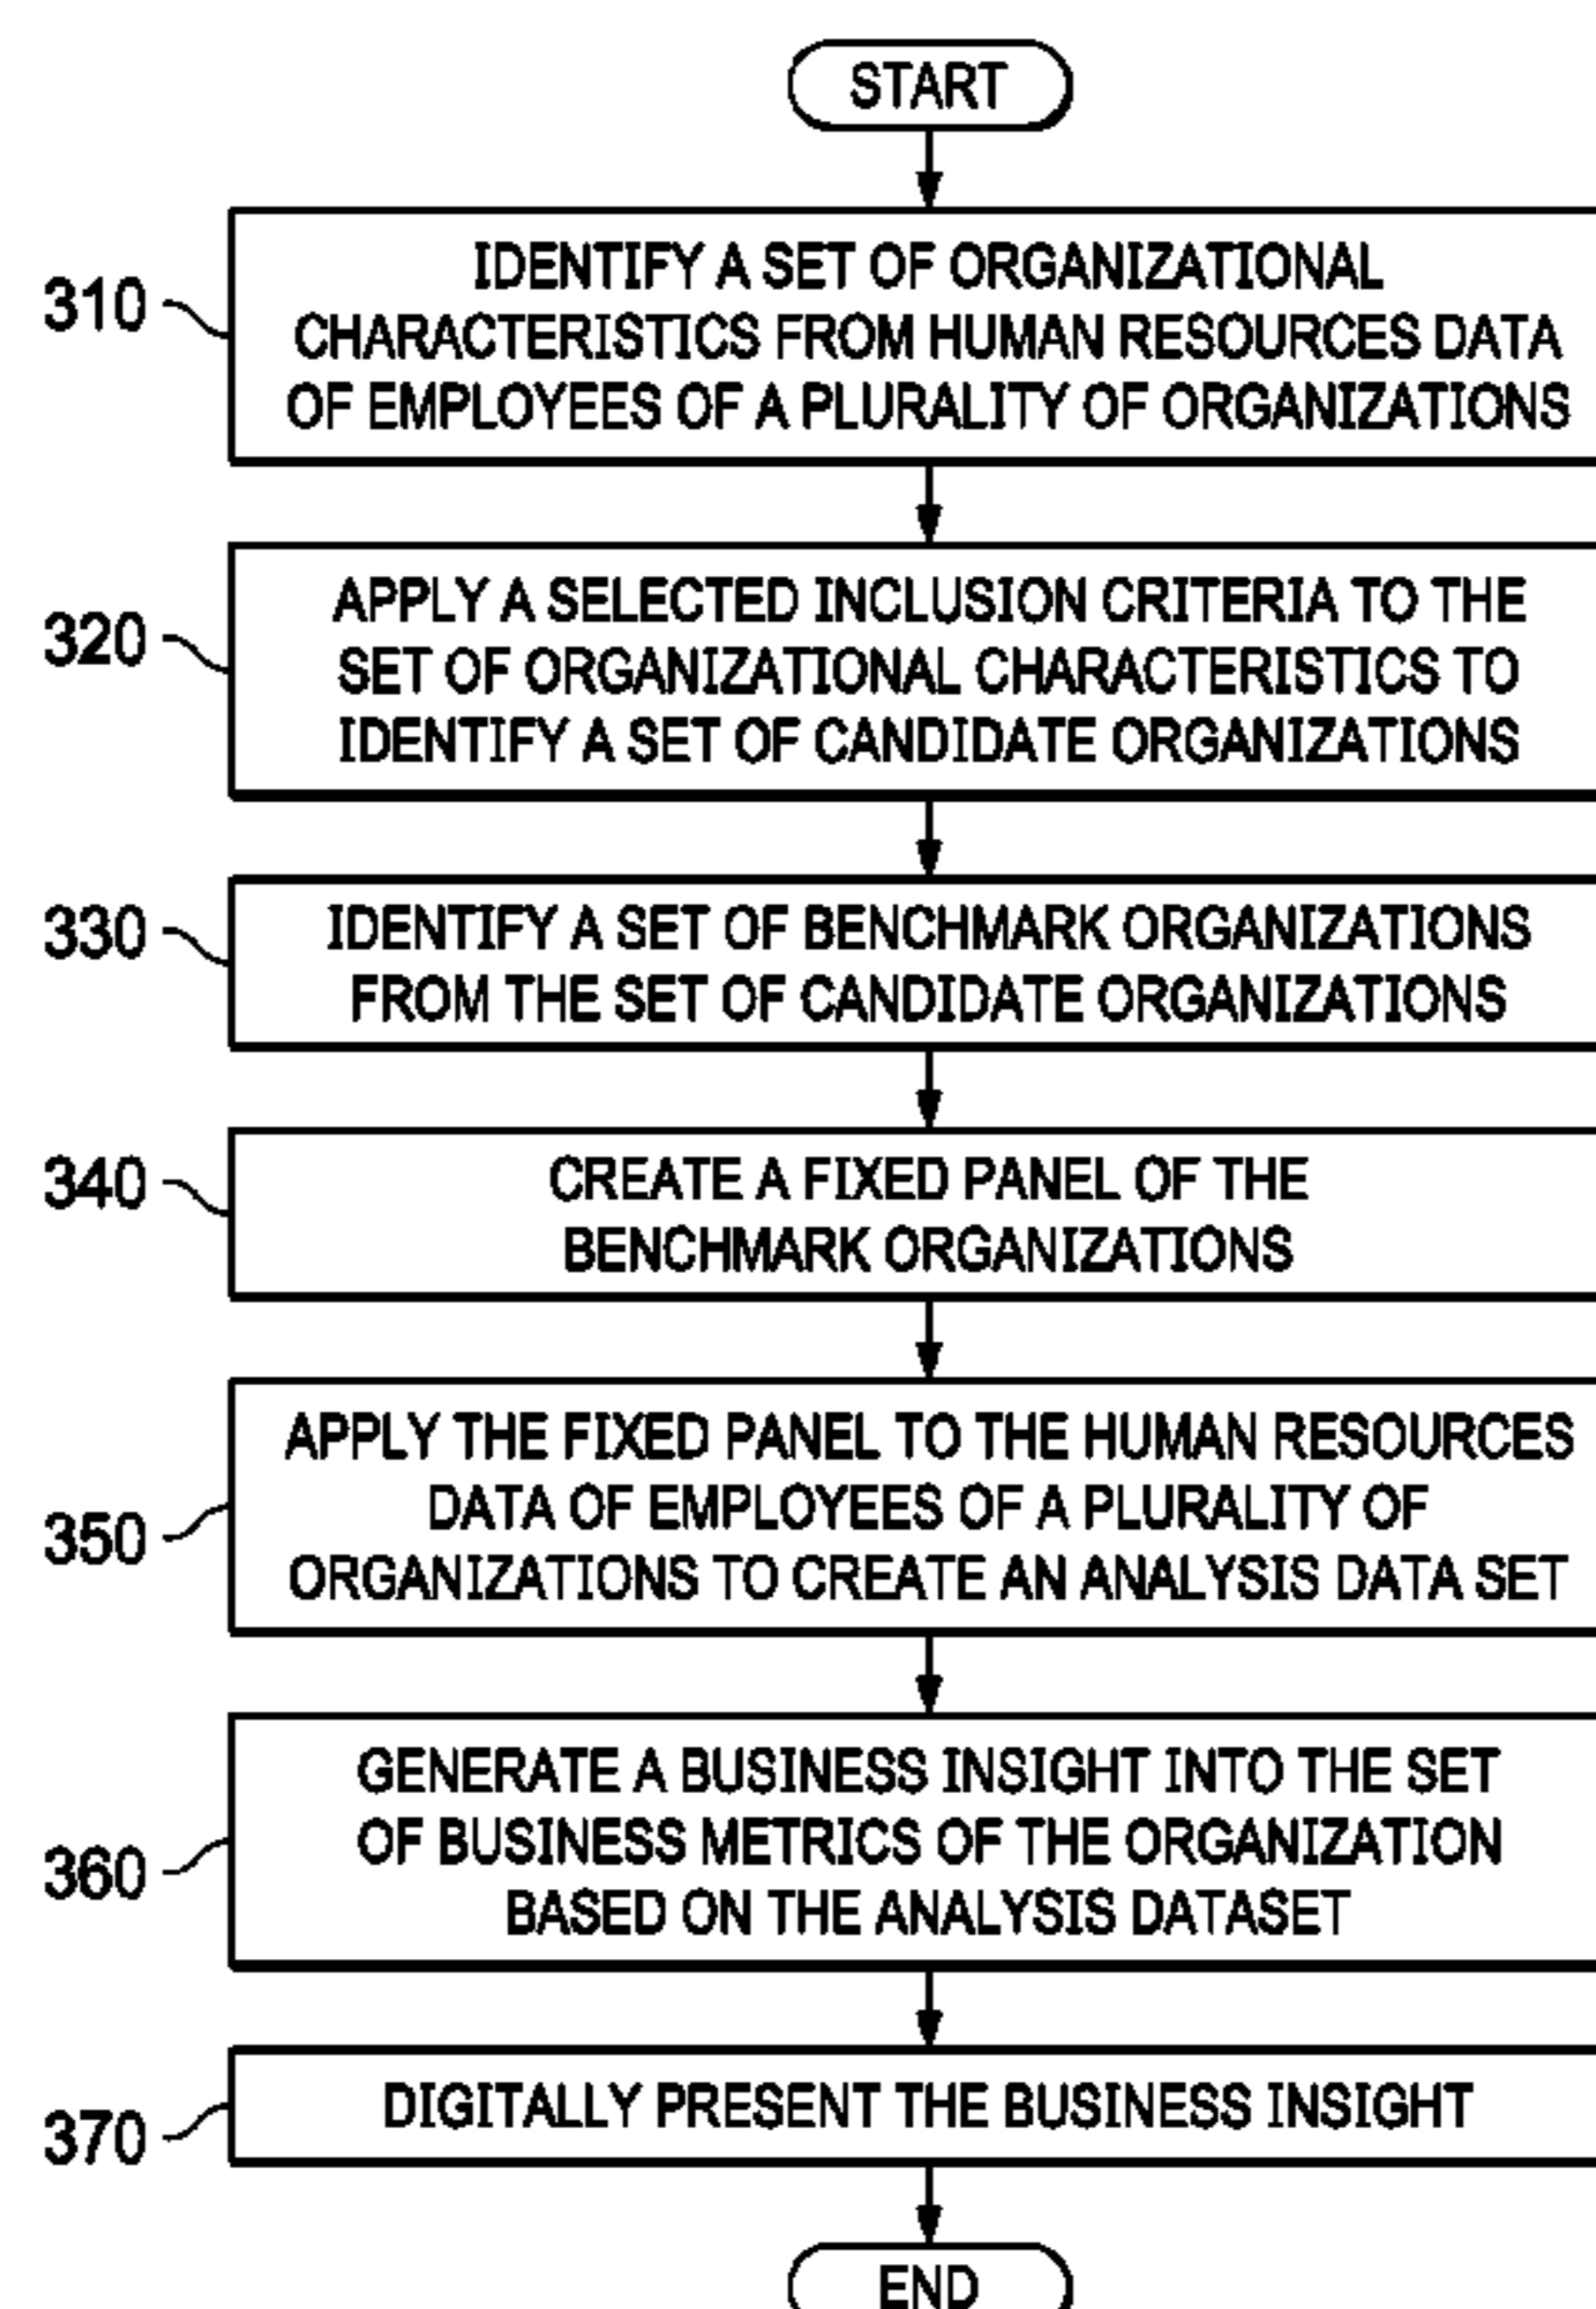 START
310
IDENTIFY A SET OF ORGANIZATIONAL
CHARACTERISTICS FROM HUMAN RESOURCES DATA
OF EMPLOYEES OF A PLURALITY OF ORGANIZATIONS
320
APPLY A SELECTED INCLUSION CRITERIA TO THE
SET OF ORGANIZATIONAL CHARACTERISTICS TO
IDENTIFY A SET OF CANDIDATE ORGANIZATIONS
330
IDENTIFY A SET OF BENCHMARK ORGANIZATIONS
FROM THE SET OF CANDIDATE ORGANIZATIONS
340
CREATE A FIXED PANEL OF THE
BENCHMARK ORGANIZATIONS
350
APPLY THE FIXED PANEL TO THE HUMAN RESOURCES
DATA OF EMPLOYEES OF A PLURALITY OF
ORGANIZATIONS TO CREATE AN ANALYSIS DATA SET
360
GENERATE A BUSINESS INSIGHT INTO THE SET
OF BUSINESS METRICS OF THE ORGANIZATION
BASED ON THE ANALYSIS DATASET
370
DIGITALLY PRESENT THE BUSINESS INSIGHT
END